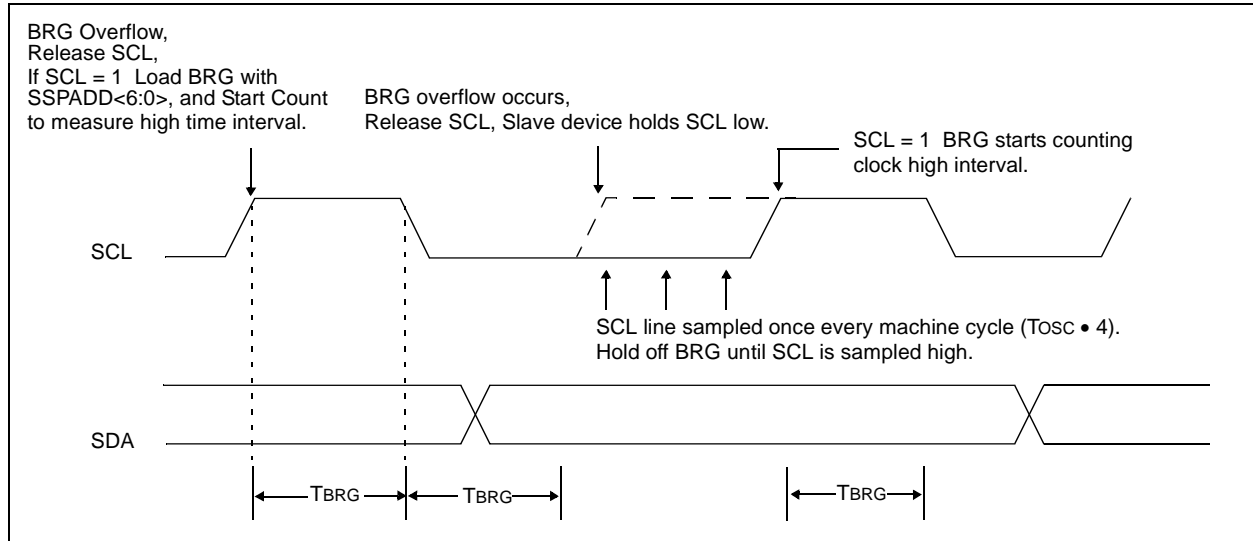 BRG Overflow,
Release SCL,
If SCL = 1 Load BRG with
SSPADD<6:0>, and Start Count
to measure high time interval.
BRG overflow occurs,
Release SCL, Slave device holds SCL low.
SCL = 1 BRG starts counting
clock high interval.
SCL
SCL line sampled once every machine cycle (TOSC • 4).
Hold off BRG until SCL is sampled high.
SDA
TBRG
TBRG
TBRG